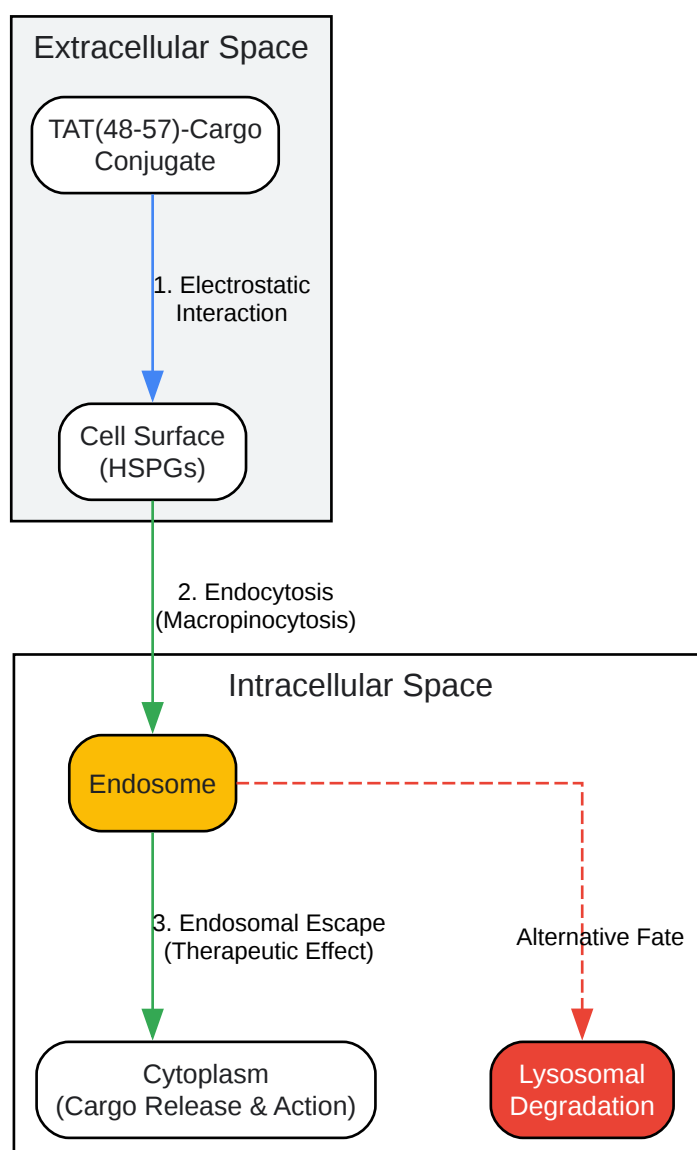 Extracellular Space
TAT(48-57)-Cargo
Conjugate
1. Electrostatic
Interaction
Cell Surface
(HSPGs)
2. Endocytosis
(Macropinocytosis)
Intracellular Space
Endosome
3. Endosomal Escape
(Therapeutic Effect)
Alternative Fate
Cytoplasm
(Cargo Release & Action)
Lysosomal
Degradation